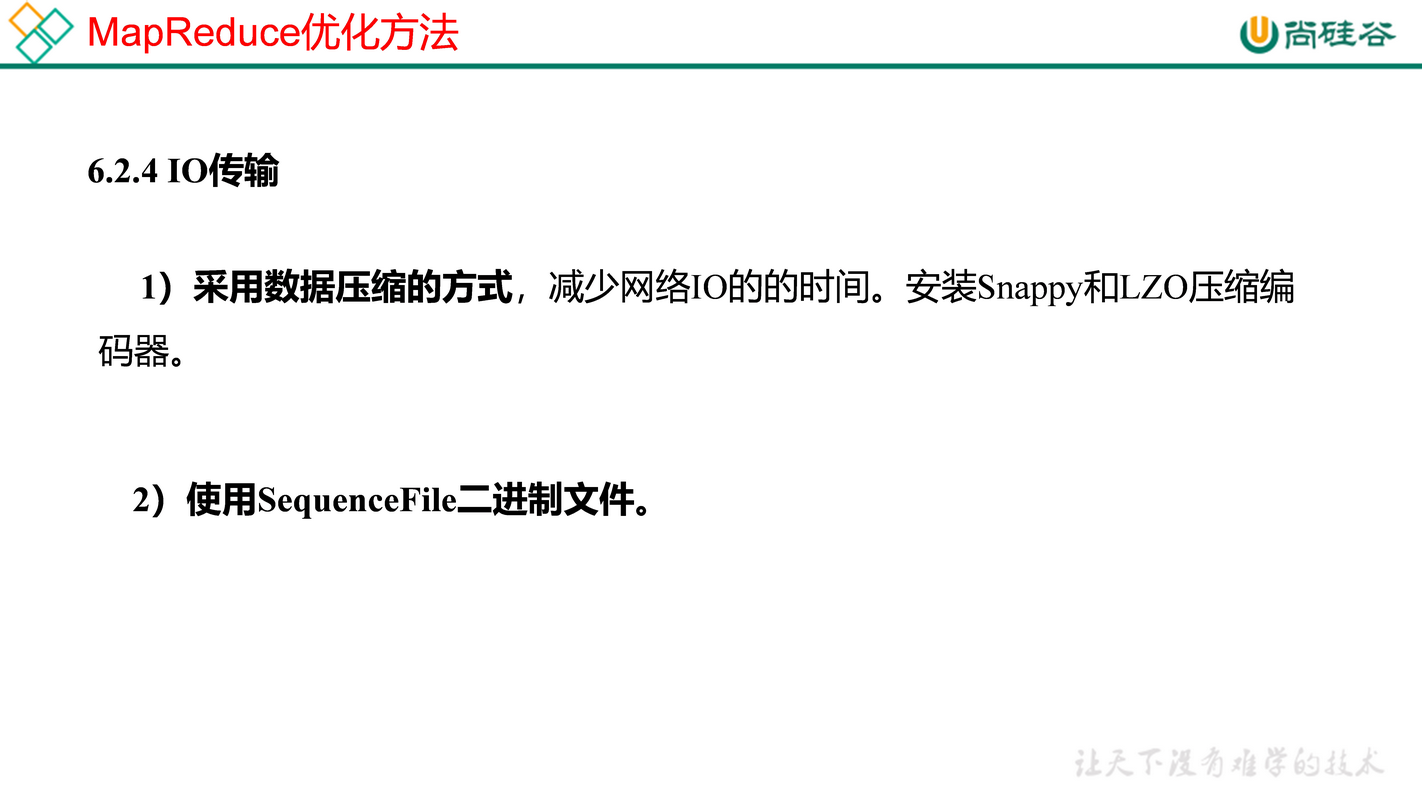 MapReduce优化方法
尚硅谷
6.2.4 IO传输
1）采用数据压缩的方式，减少网络IO的的时间。安装Snappy和LZO压缩编
码器。
2）使用SequenceFile二进制文件。
让天下没有难学的技术